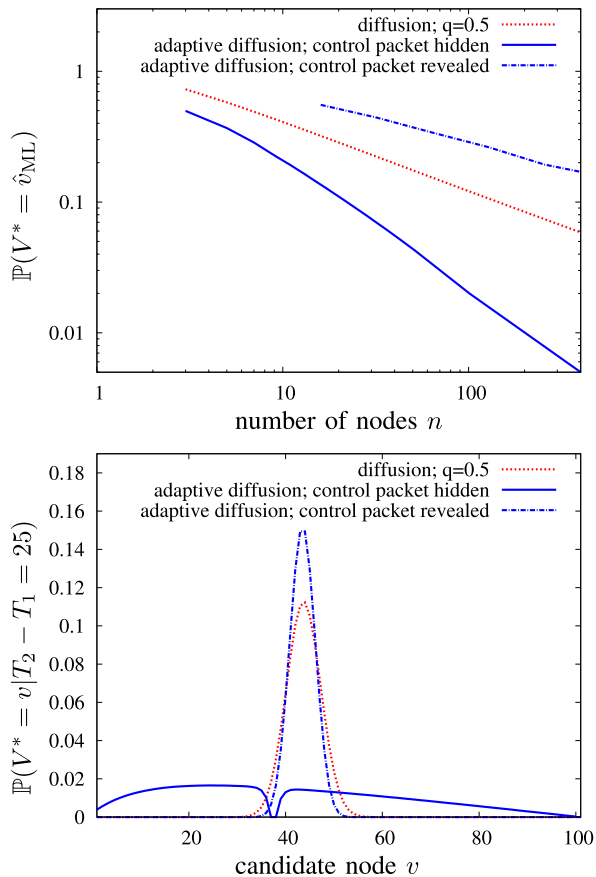 diffusion; q=0.5
adaptive diffusion; control packet hidden
adaptive diffusion; control packet revealed
1
0.1
0.01
ℙ(V* = v̂_ML)
1 10 100
number of nodes n
diffusion; q=0.5
adaptive diffusion; control packet hidden
adaptive diffusion; control packet revealed
0.18
0.16
0.14
0.12
0.1
0.08
0.06
0.04
0.02
0
ℙ(V* = v|T₂ − T₁ = 25)
20 40 60 80 100
candidate node v